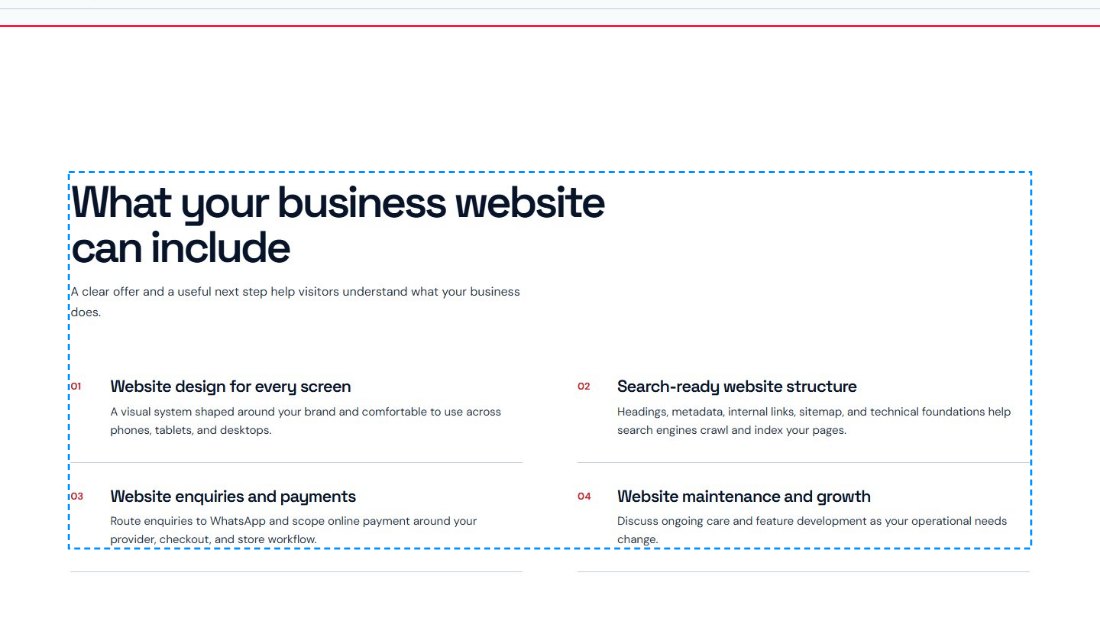 What your business website
can include
A clear offer and a useful next step help visitors understand what your business
does.
01 Website design for every screen
A visual system shaped around your brand and comfortable to use across
phones, tablets, and desktops.
02 Search-ready website structure
Headings, metadata, internal links, sitemap, and technical foundations help
search engines crawl and index your pages.
03 Website enquiries and payments
Route enquiries to WhatsApp and scope online payment around your
provider, checkout, and store workflow.
04 Website maintenance and growth
Discuss ongoing care and feature development as your operational needs
change.